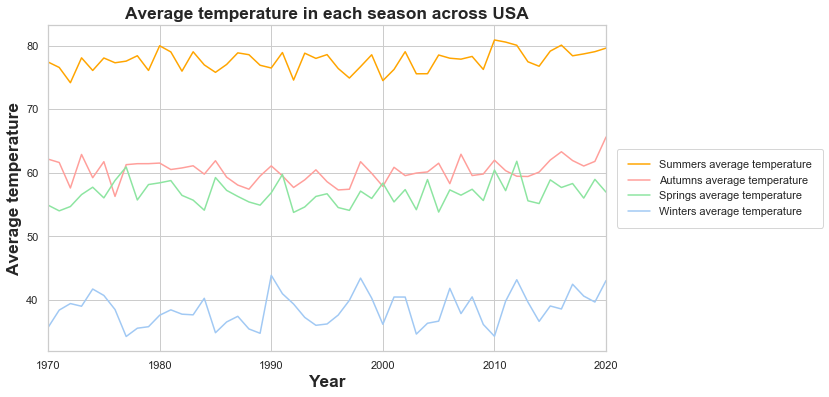 Average temperature in each season across USA
Average temperature
80
70
60
50
40
1970
1980
1990
2000
2010
2020
Year
Summers average temperature
Autumns average temperature
Springs average temperature
Winters average temperature